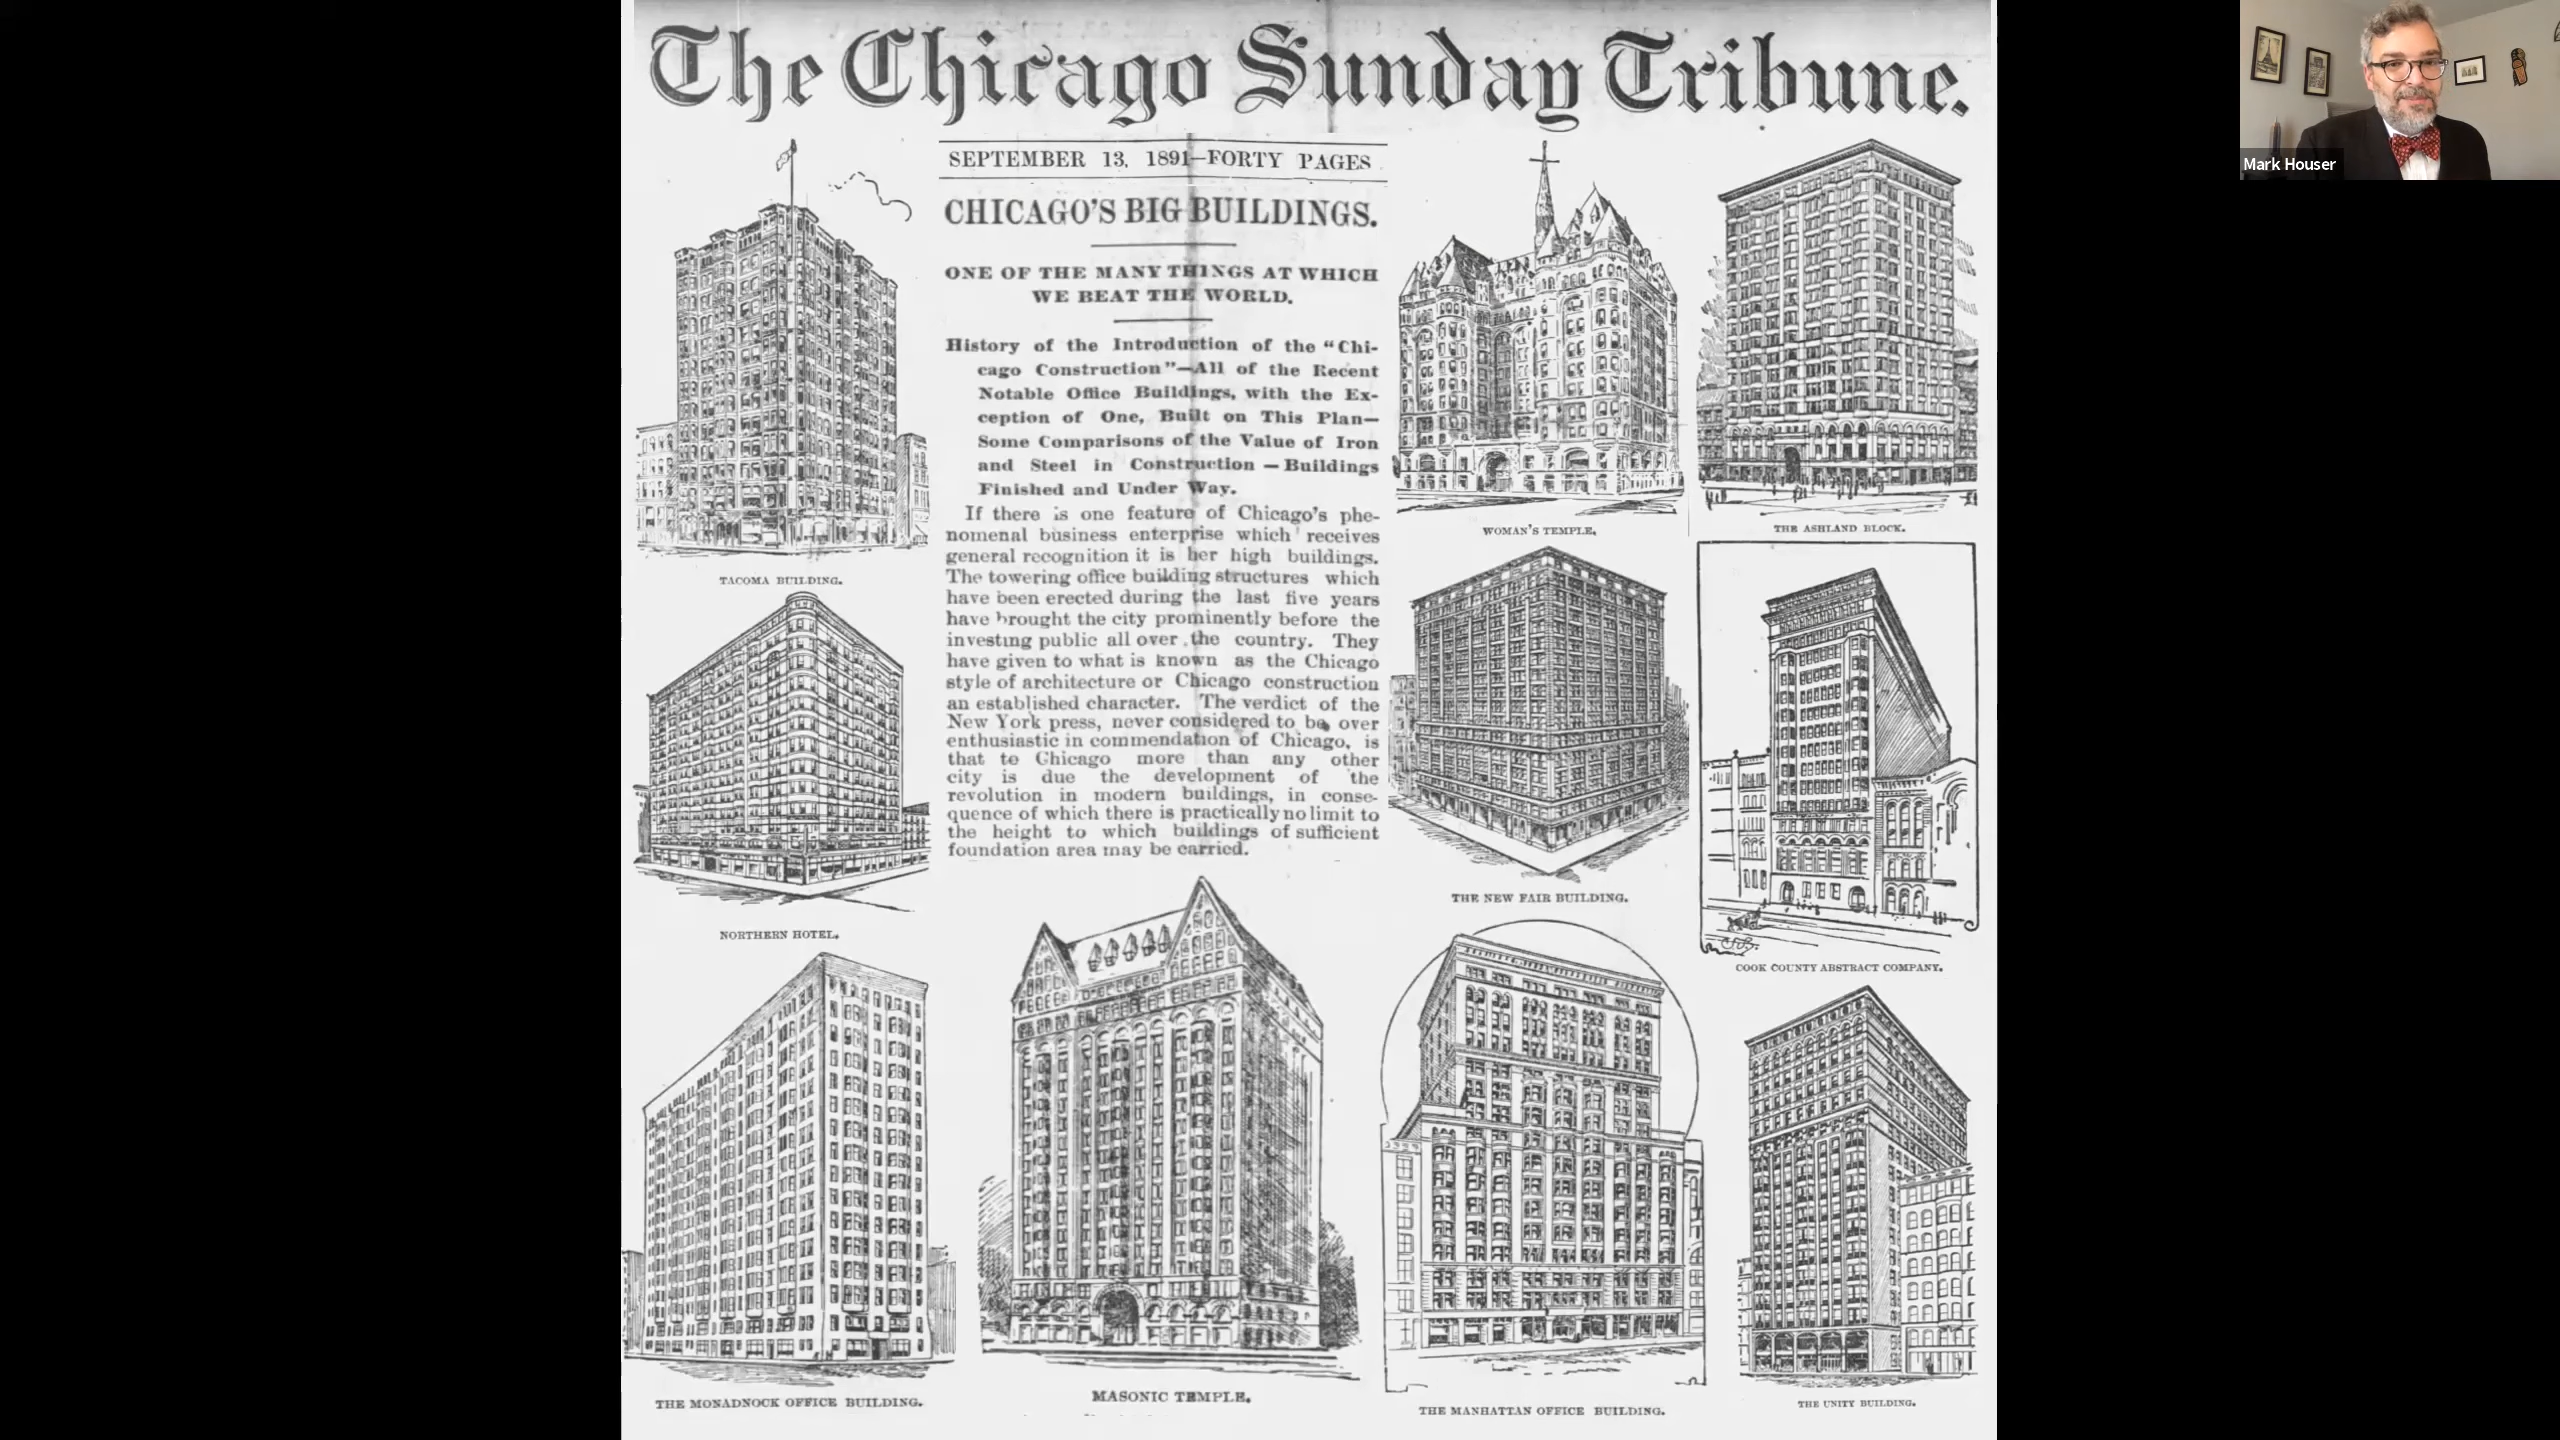 The Chicago Sunday Tribune.
SEPTEMBER 13, 1891—FORTY PAGES
CHICAGO'S BIG BUILDINGS.
ONE OF THE MANY THINGS AT WHICH
WE BEAT THE WORLD.
History of the Introduction of the "Chi-
cago Construction"—All of the Recent
Notable Office Buildings, with the Ex-
ception of One, Built on This Plan—
Some Comparisons of the Value of Iron
and Steel in Construction — Buildings
Finished and Under Way.
If there is one feature of Chicago's phe-
nomenal business enterprise which receives
general recognition it is her high buildings.
The towering office building structures which
have been erected during the last five years
have brought the city prominently before the
investing public all over the country. They
have given to what is known as the Chicago
style of architecture or Chicago construction
an established character. The verdict of the
New York press, never considered to be over
enthusiastic in commendation of Chicago, is
that to Chicago more than any other
city is due the development of the
revolution in modern buildings, in conse-
quence of which there is practically no limit to
the height to which buildings of sufficient
foundation area may be carried.
TACOMA BUILDING.
NORTHERN HOTEL.
THE MONADNOCK OFFICE BUILDING.
MASONIC TEMPLE.
WOMAN'S TEMPLE.
THE ASHLAND BLOCK.
THE NEW FAIR BUILDING.
COOK COUNTY ABSTRACT COMPANY.
THE MANHATTAN OFFICE BUILDING.
THE UNITY BUILDING.
Mark Houser